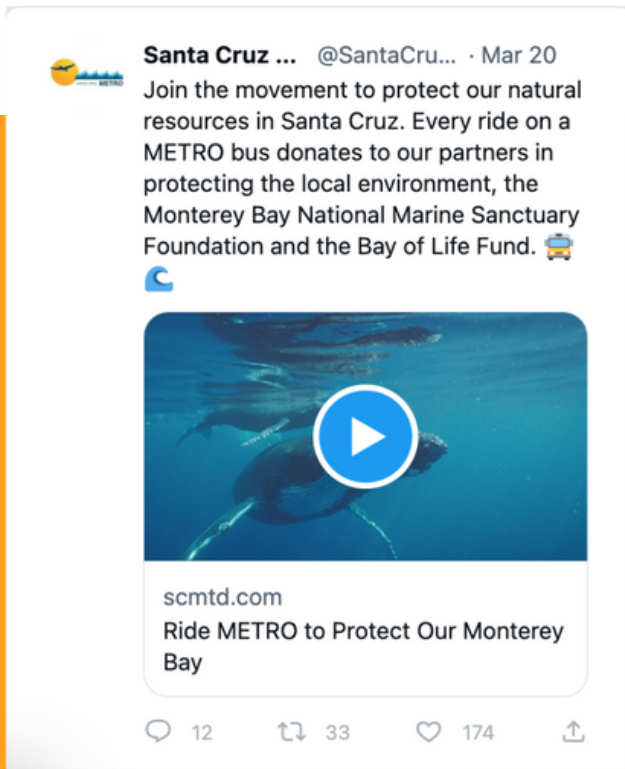 Santa Cruz ... @SantaCru... · Mar 20
METRO
Join the movement to protect our natural
resources in Santa Cruz. Every ride on a
METRO bus donates to our partners in
protecting the local environment, the
Monterey Bay National Marine Sanctuary
Foundation and the Bay of Life Fund. 🚍
🌊
scmtd.com
Ride METRO to Protect Our Monterey
Bay
12 33 174